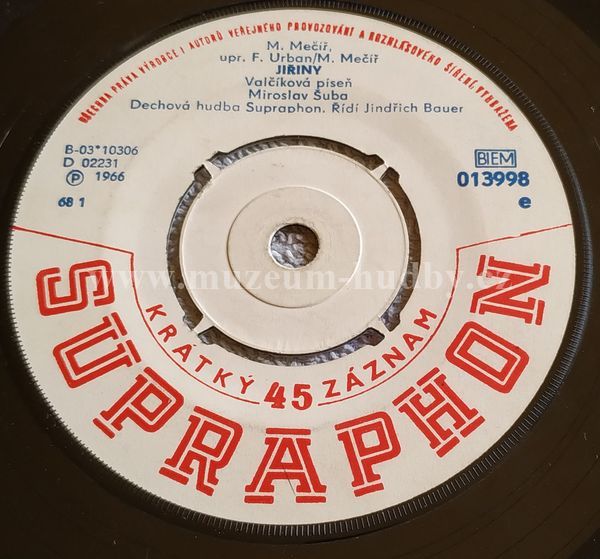 VŠECHNA PRÁVA VÝROBCE I AUTORŮ VEŘEJNÉHO PROVOZOVÁNÍ A ROZHLASOVÉHO ŠÍŘENÍ VYHRAŽENA
M. Mečíř,
upr. F. Urban/M. Mečíř
JIŘINY
Valčíková píseň
Miroslav Šuba
Dechová hudba Supraphon. Řídí Jindřich Bauer
B-03*10306
D 02231
Ⓟ 1966
68 1
BIEM
013998
e
www.muzeum-hudby.cz
KRÁTKÝ 45 ZÁZNAM
SUPRAPHON